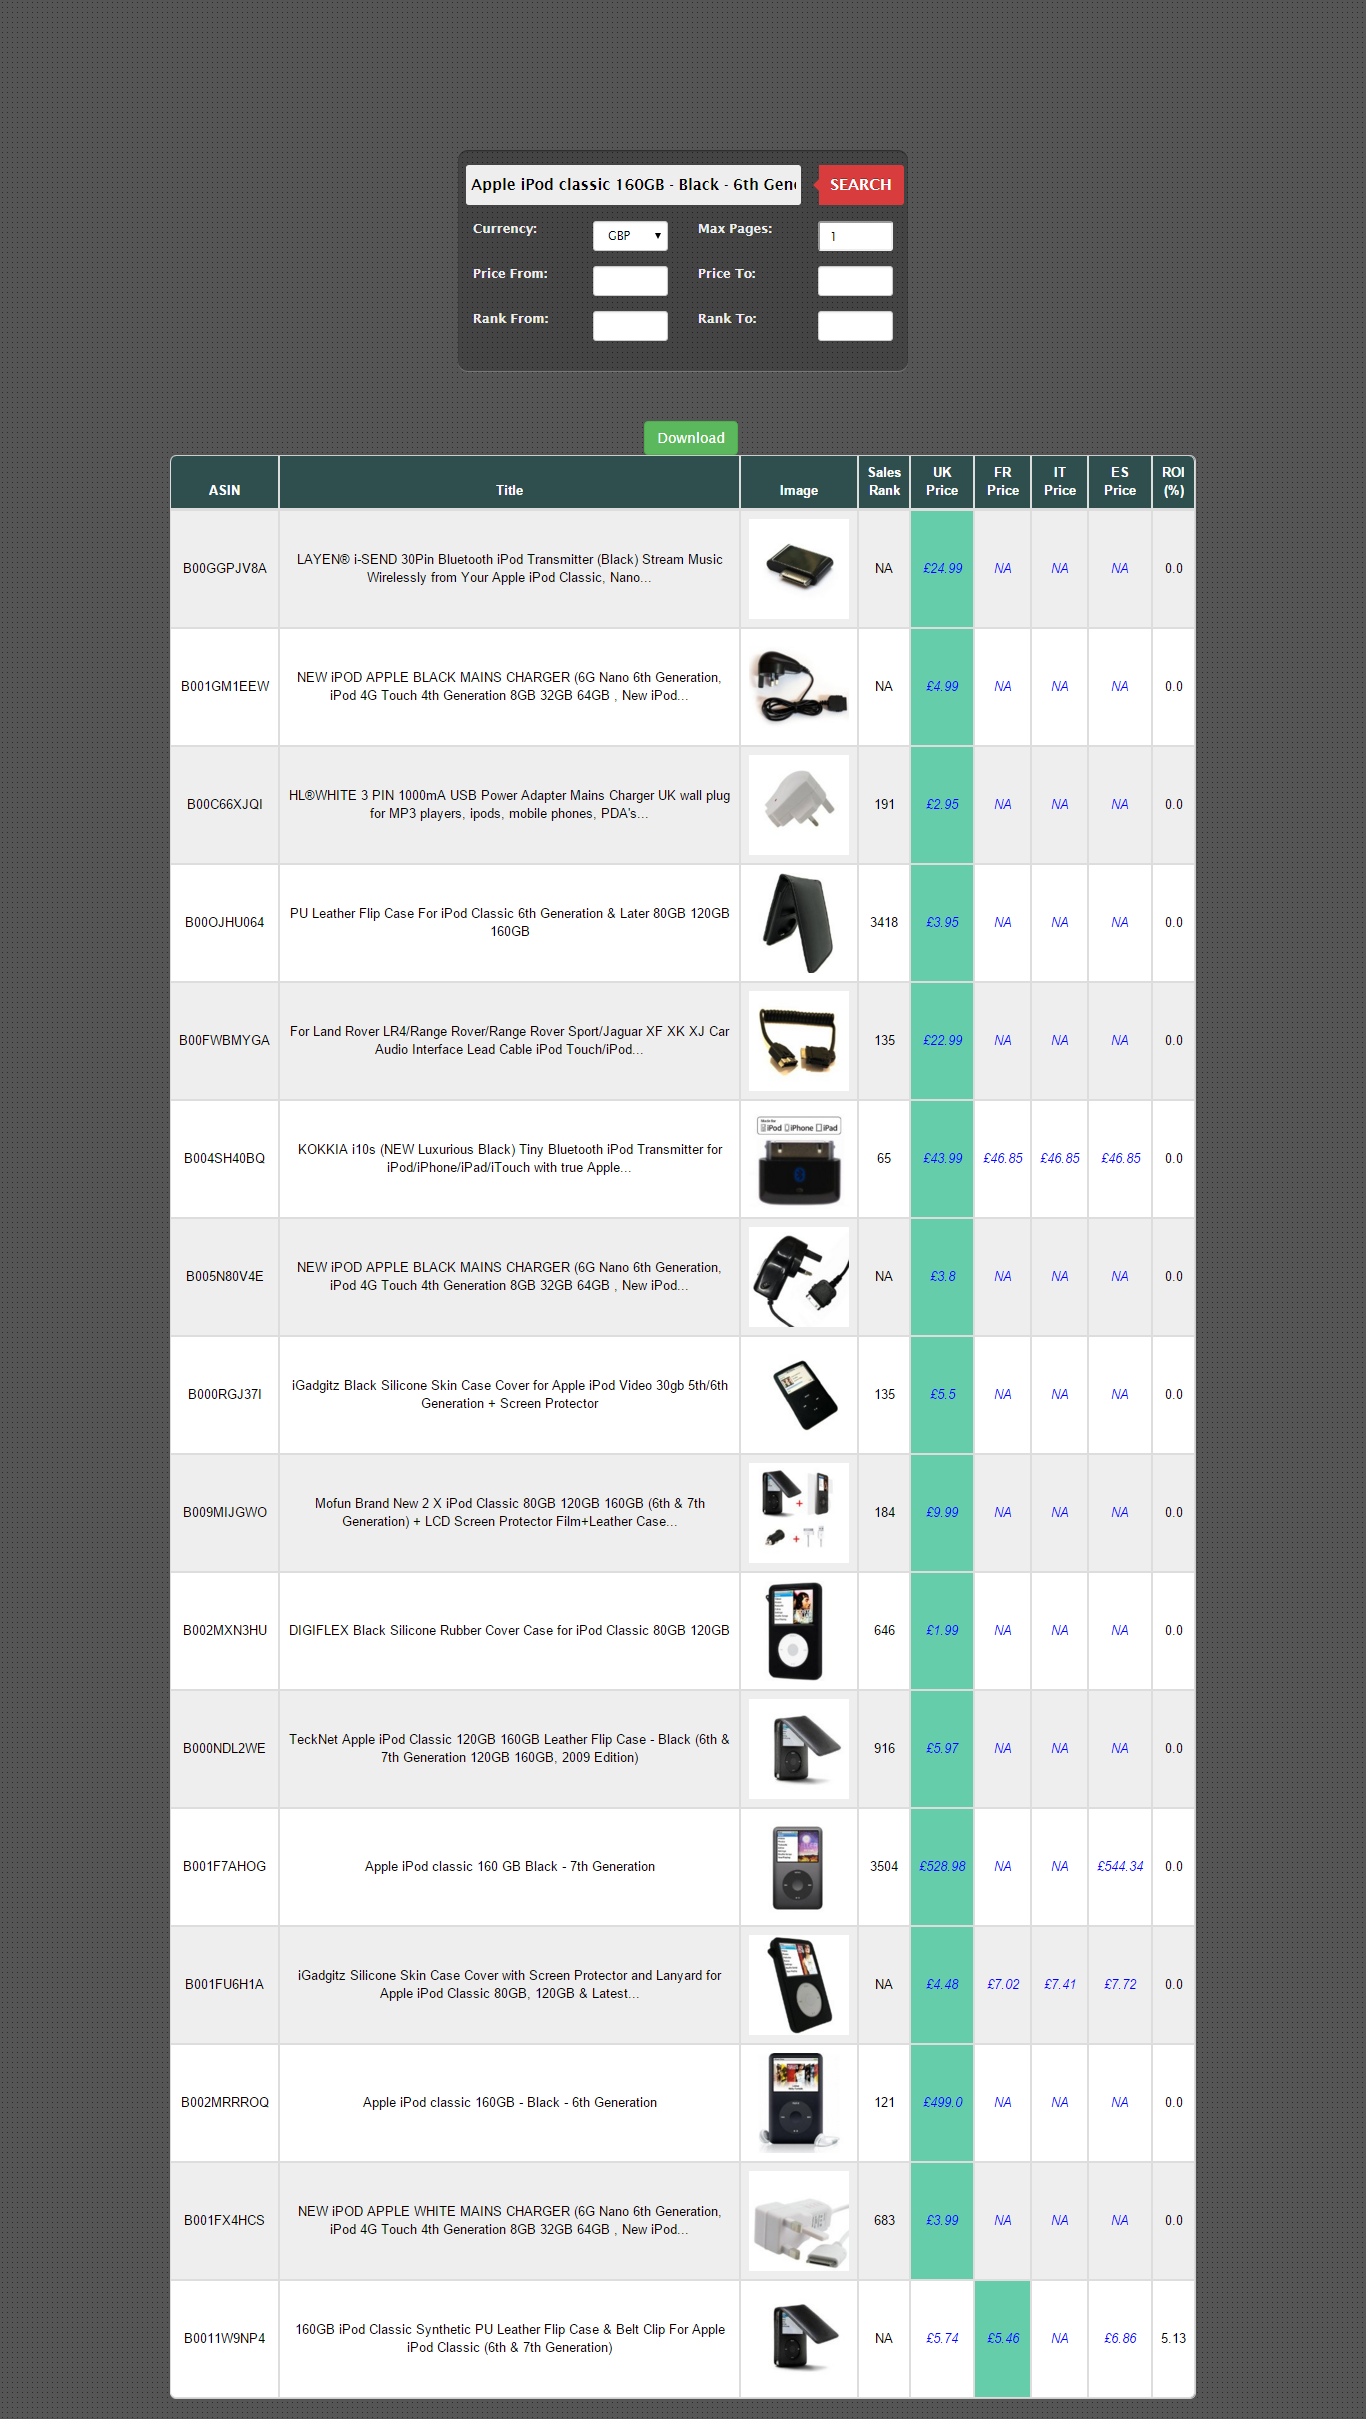 Apple iPod classic 160GB - Black - 6th Gen
SEARCH
Currency: GBP Max Pages: 1
Price From: Price To:
Rank From: Rank To:
Download
ASIN Title Image Sales Rank UK Price FR Price IT Price ES Price ROI (%)
B00GGPJV8A LAYEN® i-SEND 30Pin Bluetooth iPod Transmitter (Black) Stream Music
Wirelessly from Your Apple iPod Classic, Nano... NA £24.99 NA NA NA 0.0
B001GM1EEW NEW iPOD APPLE BLACK MAINS CHARGER (6G Nano 6th Generation,
iPod 4G Touch 4th Generation 8GB 32GB 64GB , New iPod... NA £4.99 NA NA NA 0.0
B00C66XJQI HL®WHITE 3 PIN 1000mA USB Power Adapter Mains Charger UK wall plug
for MP3 players, ipods, mobile phones, PDA's... 191 £2.95 NA NA NA 0.0
B00OJHU064 PU Leather Flip Case For iPod Classic 6th Generation & Later 80GB 120GB
160GB 3418 £3.95 NA NA NA 0.0
B00FWBMYGA For Land Rover LR4/Range Rover/Range Rover Sport/Jaguar XF XK XJ Car
Audio Interface Lead Cable iPod Touch/iPod... 135 £22.99 NA NA NA 0.0
B004SH40BQ KOKKIA i10s (NEW Luxurious Black) Tiny Bluetooth iPod Transmitter for
iPod/iPhone/iPad/iTouch with true Apple... iPod iPhone iPad 65 £43.99 £46.85 £46.85 £46.85 0.0
B005N80V4E NEW iPOD APPLE BLACK MAINS CHARGER (6G Nano 6th Generation,
iPod 4G Touch 4th Generation 8GB 32GB 64GB , New iPod... NA £3.8 NA NA NA 0.0
B000RGJ37I iGadgitz Black Silicone Skin Case Cover for Apple iPod Video 30gb 5th/6th
Generation + Screen Protector 135 £5.5 NA NA NA 0.0
B009MIJGWO Mofun Brand New 2 X iPod Classic 80GB 120GB 160GB (6th & 7th
Generation) + LCD Screen Protector Film+Leather Case... 184 £9.99 NA NA NA 0.0
B002MXN3HU DIGIFLEX Black Silicone Rubber Cover Case for iPod Classic 80GB 120GB 646 £1.99 NA NA NA 0.0
B000NDL2WE TeckNet Apple iPod Classic 120GB 160GB Leather Flip Case - Black (6th &
7th Generation 120GB 160GB, 2009 Edition) 916 £5.97 NA NA NA 0.0
B001F7AHOG Apple iPod classic 160 GB Black - 7th Generation 3504 £528.98 NA NA £544.34 0.0
B001FU6H1A iGadgitz Silicone Skin Case Cover with Screen Protector and Lanyard for
Apple iPod Classic 80GB, 120GB & Latest... NA £4.48 £7.02 £7.41 £7.72 0.0
B002MRRROQ Apple iPod classic 160GB - Black - 6th Generation 121 £499.0 NA NA NA 0.0
B001FX4HCS NEW iPOD APPLE WHITE MAINS CHARGER (6G Nano 6th Generation,
iPod 4G Touch 4th Generation 8GB 32GB 64GB , New iPod... 683 £3.99 NA NA NA 0.0
B0011W9NP4 160GB iPod Classic Synthetic PU Leather Flip Case & Belt Clip For Apple
iPod Classic (6th & 7th Generation) NA £5.74 £5.46 NA £6.86 5.13